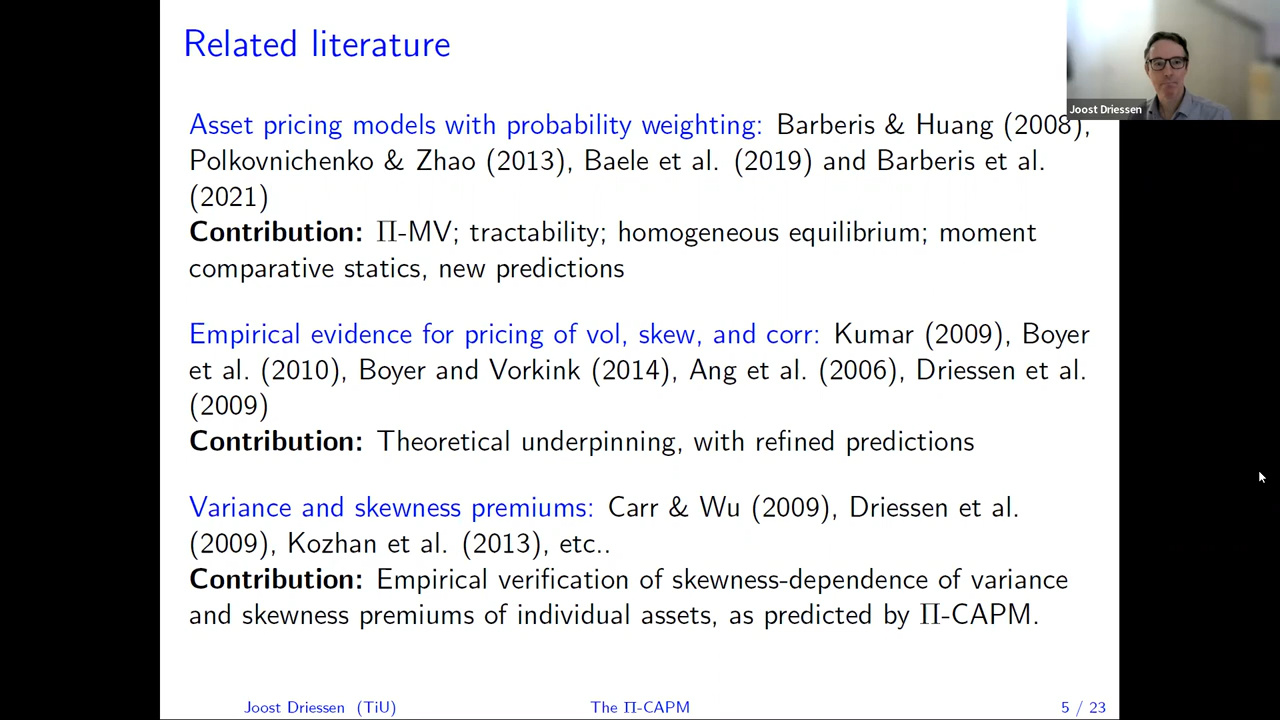 Related literature
Joost Driessen
Asset pricing models with probability weighting: Barberis & Huang (2008),
Polkovnichenko & Zhao (2013), Baele et al. (2019) and Barberis et al.
(2021)
Contribution: Π-MV; tractability; homogeneous equilibrium; moment
comparative statics, new predictions
Empirical evidence for pricing of vol, skew, and corr: Kumar (2009), Boyer
et al. (2010), Boyer and Vorkink (2014), Ang et al. (2006), Driessen et al.
(2009)
Contribution: Theoretical underpinning, with refined predictions
Variance and skewness premiums: Carr & Wu (2009), Driessen et al.
(2009), Kozhan et al. (2013), etc..
Contribution: Empirical verification of skewness-dependence of variance
and skewness premiums of individual assets, as predicted by Π-CAPM.
Joost Driessen (TiU) The Π-CAPM 5 / 23